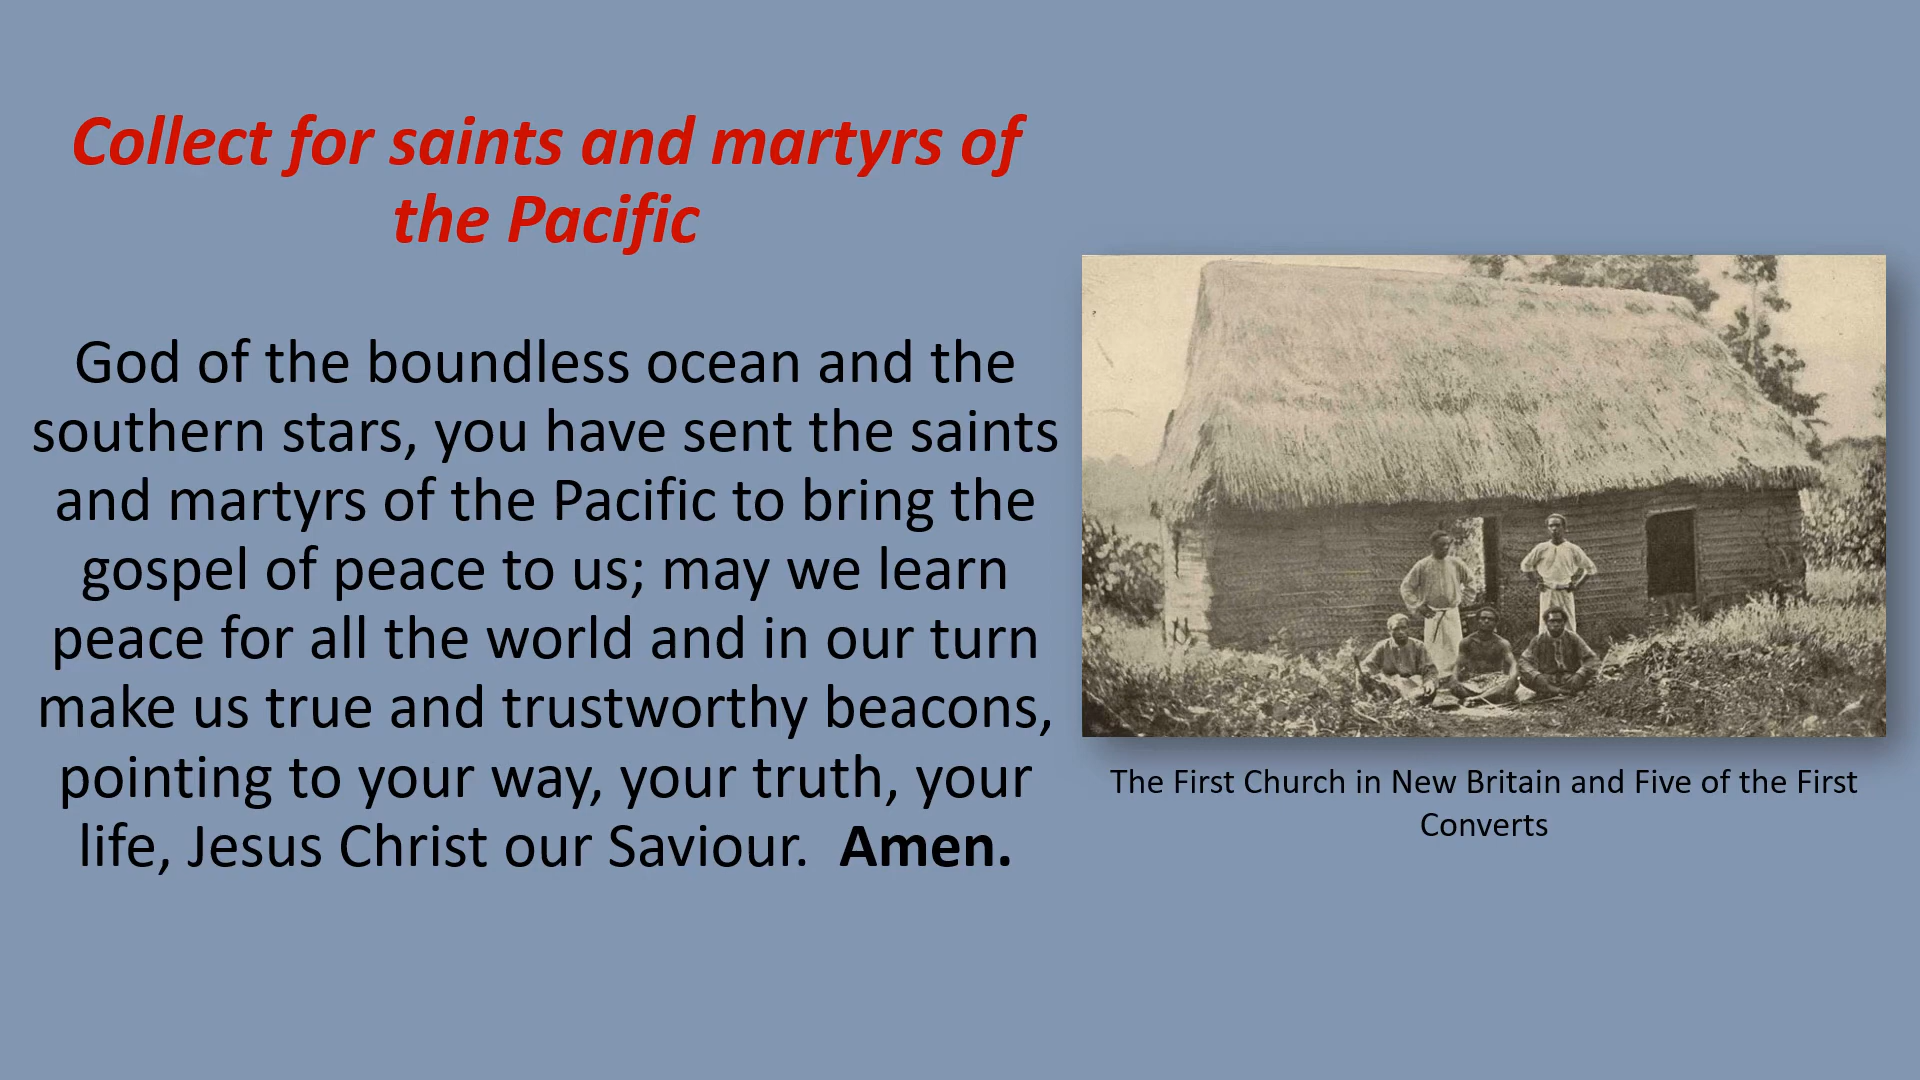 Collect for saints and martyrs of
the Pacific
God of the boundless ocean and the
southern stars, you have sent the saints
and martyrs of the Pacific to bring the
gospel of peace to us; may we learn
peace for all the world and in our turn
make us true and trustworthy beacons,
pointing to your way, your truth, your
life, Jesus Christ our Saviour.  Amen.
The First Church in New Britain and Five of the First
Converts